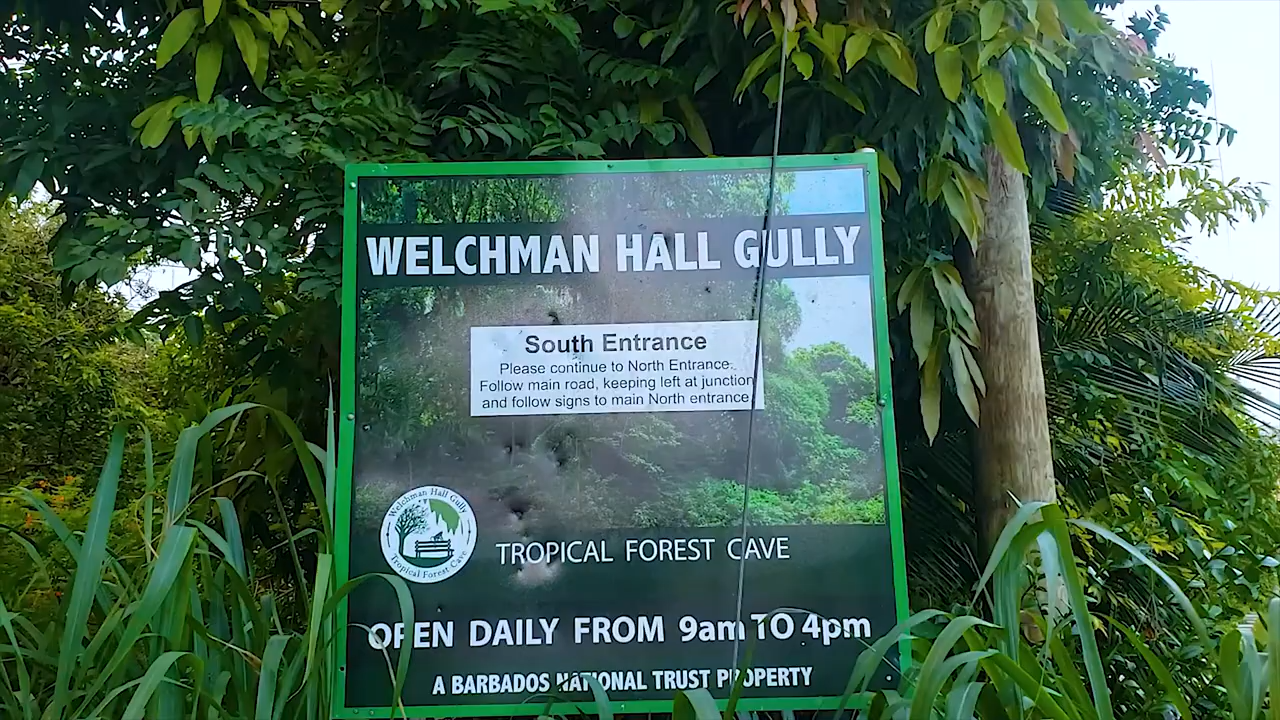 WELCHMAN HALL GULLY
South Entrance
Please continue to North Entrance:
Follow main road, keeping left at junction
and follow signs to main North entrance.
Welchman Hall Gully
Tropical Forest Cave
TROPICAL FOREST CAVE
OPEN DAILY FROM 9am TO 4pm
A BARBADOS NATIONAL TRUST PROPERTY